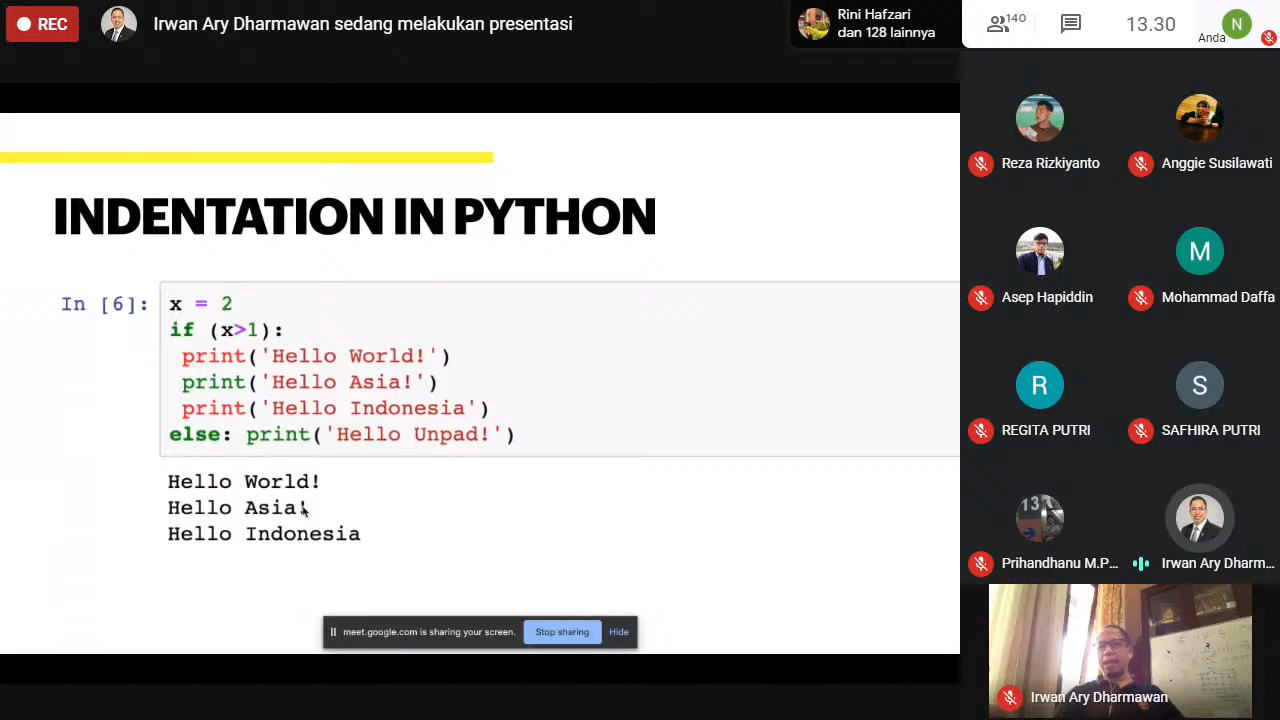 REC
Irwan Ary Dharmawan sedang melakukan presentasi
Rini Hafzari
dan 128 lainnya
140
13.30
Anda
N
INDENTATION IN PYTHON
In [6]:
x = 2
if (x>1):
 print('Hello World!')
 print('Hello Asia!')
 print('Hello Indonesia')
else: print('Hello Unpad!')
Hello World!
Hello Asia!
Hello Indonesia
meet.google.com is sharing your screen.
Stop sharing
Hide
Reza Rizkiyanto
Anggie Susilawati
Asep Hapiddin
M
Mohammad Daffa
R
REGITA PUTRI
S
SAFHIRA PUTRI
13
Prihandhanu M.P...
Irwan Ary Dharm...
Irwan Ary Dharmawan